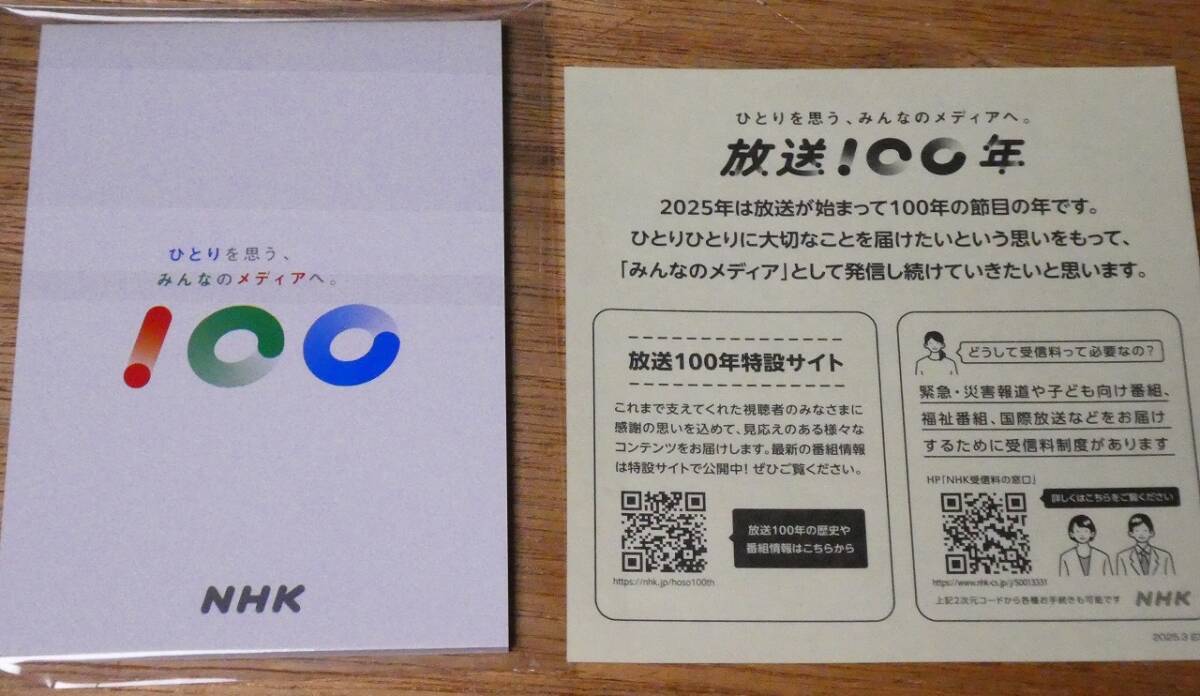 ひとりを思う、
みんなのメディアへ。
100
NHK
ひとりを思う、みんなのメディアへ。
放送100年
2025年は放送が始まって100年の節目の年です。
ひとりひとりに大切なことを届けたいという思いをもって、
「みんなのメディア」として発信し続けていきたいと思います。
放送100年特設サイト
これまで支えてくれた視聴者のみなさまに
感謝の思いを込めて、見応えのある様々な
コンテンツをお届けします。最新の番組情報
は特設サイトで公開中！ぜひご覧ください。
放送100年の歴史や
番組情報はこちらから
https://nhk.jp/hoso100th
どうして受信料って必要なの？
緊急・災害報道や子ども向け番組、
福祉番組、国際放送などをお届け
するために受信料制度があります
HP「NHK受信料の窓口」
詳しくはこちらをご覧ください
https://www.nhk-cs.jp/j/50013331
上記2次元コードから各種お手続きも可能です
NHK
2025.3